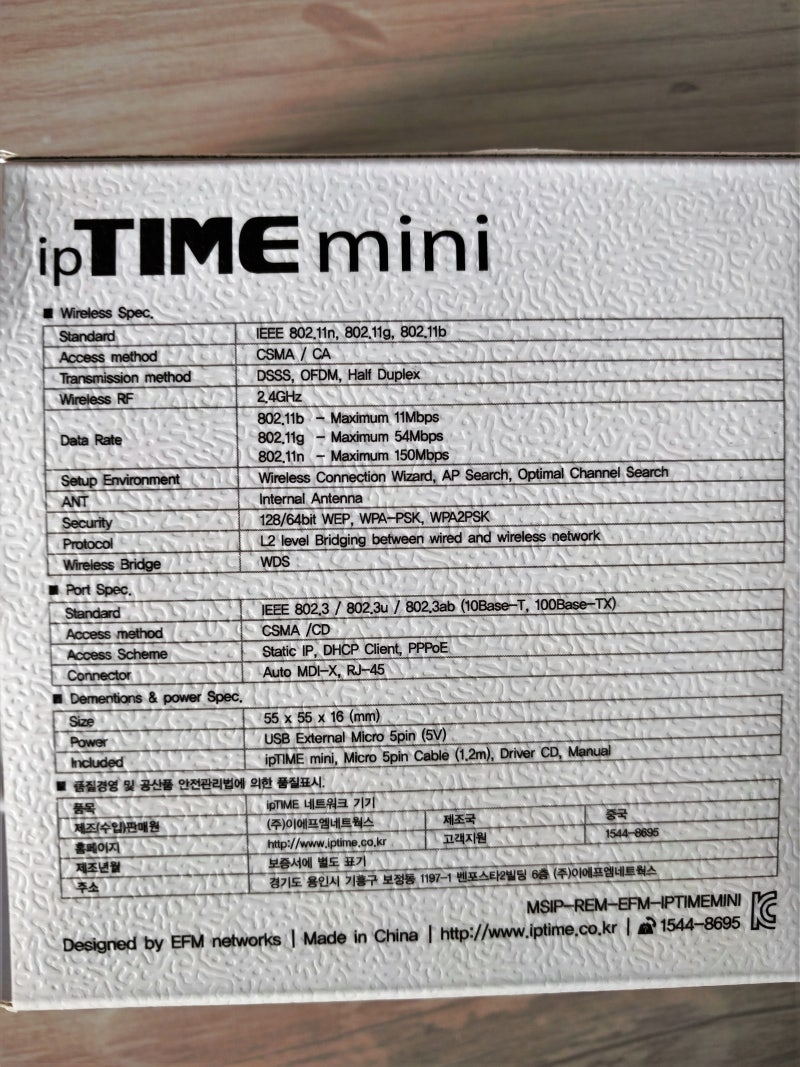 ipTIME mini
■ Wireless Spec.
Standard IEEE 802.11n, 802.11g, 802.11b
Access method CSMA / CA
Transmission method DSSS, OFDM, Half Duplex
Wireless RF 2.4GHz
Data Rate 802.11b - Maximum 11Mbps
802.11g - Maximum 54Mbps
802.11n - Maximum 150Mbps
Setup Environment Wireless Connection Wizard, AP Search, Optimal Channel Search
ANT Internal Antenna
Security 128/64bit WEP, WPA-PSK, WPA2PSK
Protocol L2 level Bridging between wired and wireless network
Wireless Bridge WDS
■ Port Spec.
Standard IEEE 802.3 / 802.3u / 802.3ab (10Base-T, 100Base-TX)
Access method CSMA /CD
Access Scheme Static IP, DHCP Client, PPPoE
Connector Auto MDI-X, RJ-45
■ Dementions & power Spec.
Size 55 x 55 x 16 (mm)
Power USB External Micro 5pin (5V)
Included ipTIME mini, Micro 5pin Cable (1.2m), Driver CD, Manual
■ 품질경영 및 공산품 안전관리법에 의한 품질표시.
품목 ipTIME 네트워크 기기
제조(수입)판매원 (주)이에프엠네트웍스 제조국 중국
홈페이지 http://www.iptime.co.kr 고객지원 1544-8695
제조년월 보증서에 별도 표기
주소 경기도 용인시 기흥구 보정동 1197-1 벤포스타2빌딩 6층 (주)이에프엠네트웍스
MSIP-REM-EFM-IPTIMEMINI
Designed by EFM networks | Made in China | http://www.iptime.co.kr | 1544-8695